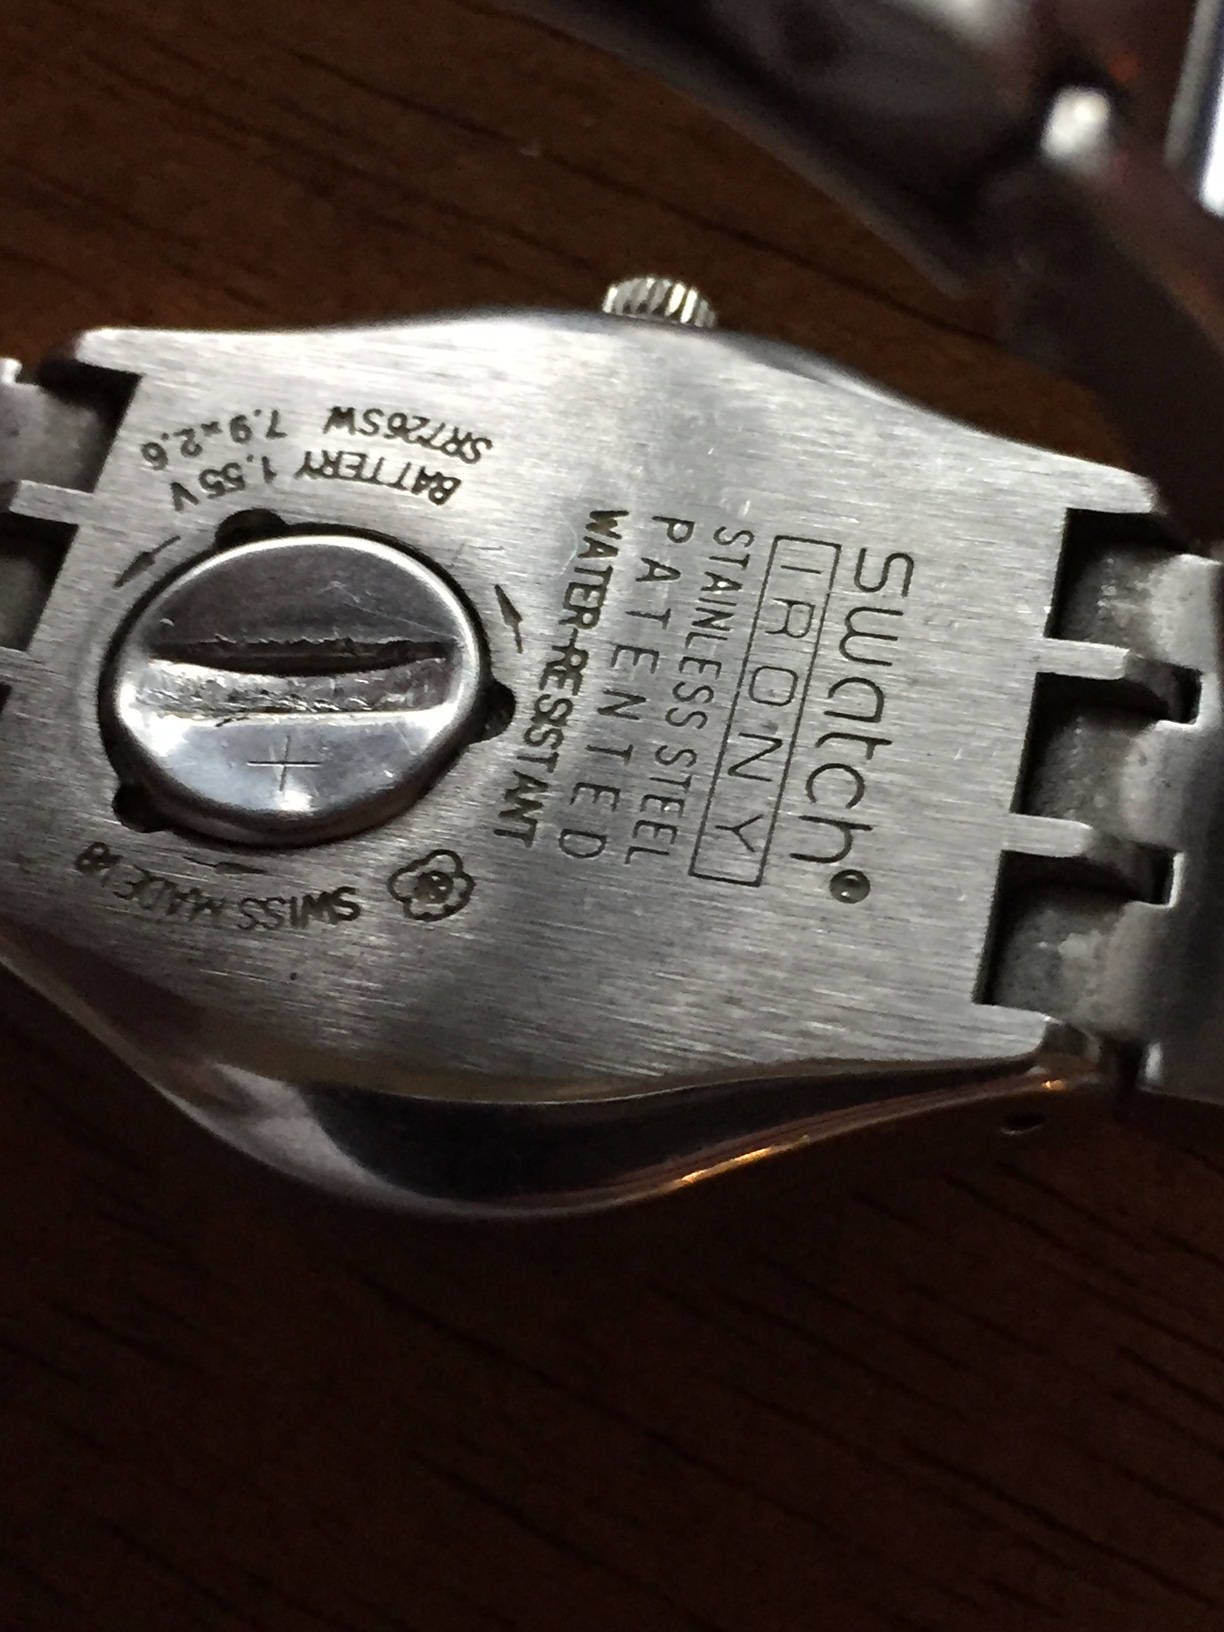 swatch©
IRONY
STAINLESS STEEL
PATENTED
WATER-RESISTANT
BATTERY 1.55V
SR726SW 7.9x2.6
+
SWISS MADE